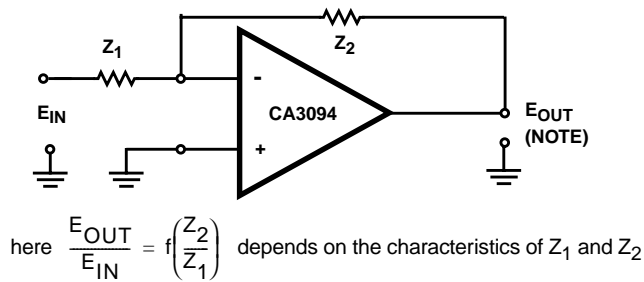 Z1
Z2
-
EIN
CA3094
EOUT
(NOTE)
+
here EOUT/EIN = f(Z2/Z1) depends on the characteristics of Z1 and Z2